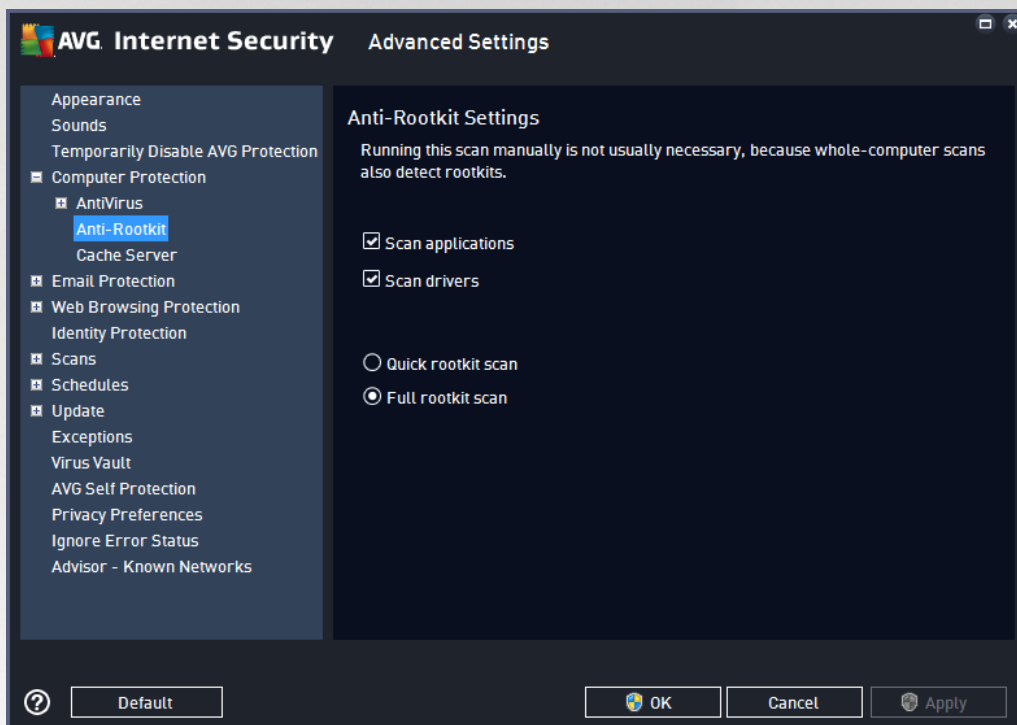 AVG Internet Security Advanced Settings
Appearance
Sounds
Temporarily Disable AVG Protection
Computer Protection
AntiVirus
Anti-Rootkit
Cache Server
Email Protection
Web Browsing Protection
Identity Protection
Scans
Schedules
Update
Exceptions
Virus Vault
AVG Self Protection
Privacy Preferences
Ignore Error Status
Advisor - Known Networks
Anti-Rootkit Settings
Running this scan manually is not usually necessary, because whole-computer scans
also detect rootkits.
Scan applications
Scan drivers
Quick rootkit scan
Full rootkit scan
? Default OK Cancel Apply